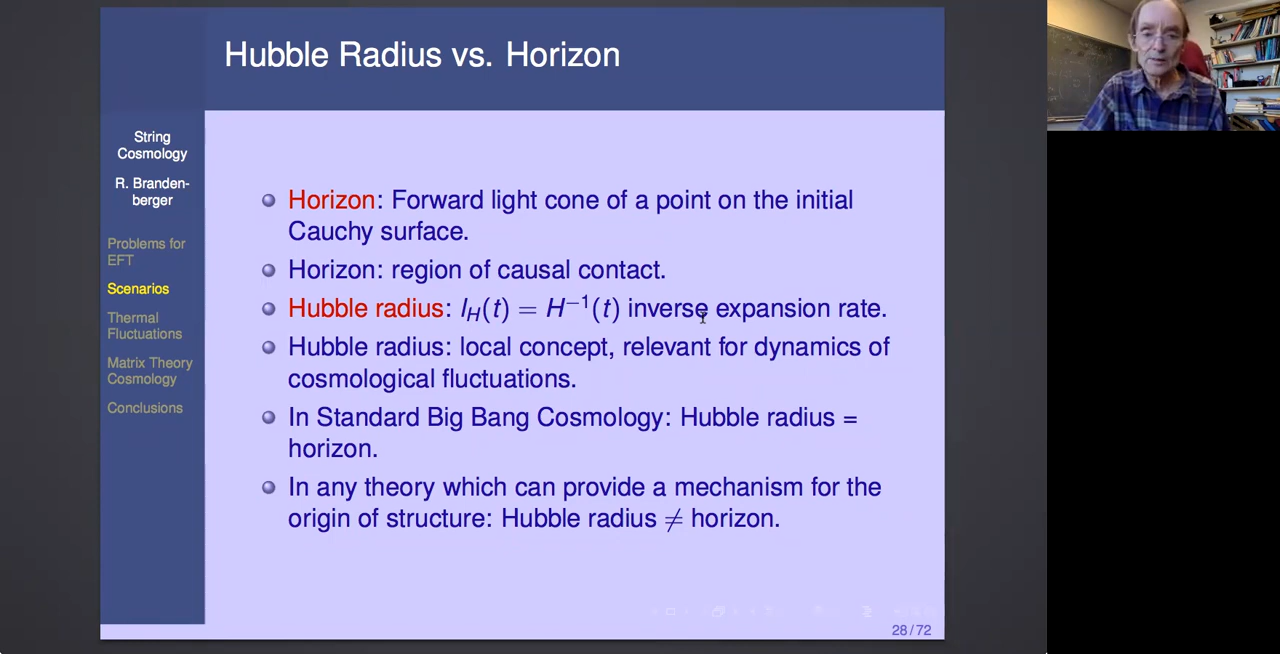 Hubble Radius vs. Horizon
String
Cosmology
R. Branden-
berger
Problems for
EFT
Scenarios
Thermal
Fluctuations
Matrix Theory
Cosmology
Conclusions
Horizon: Forward light cone of a point on the initial
Cauchy surface.
Horizon: region of causal contact.
Hubble radius: l_H(t) = H⁻¹(t) inverse expansion rate.
Hubble radius: local concept, relevant for dynamics of
cosmological fluctuations.
In Standard Big Bang Cosmology: Hubble radius =
horizon.
In any theory which can provide a mechanism for the
origin of structure: Hubble radius ≠ horizon.
28/72